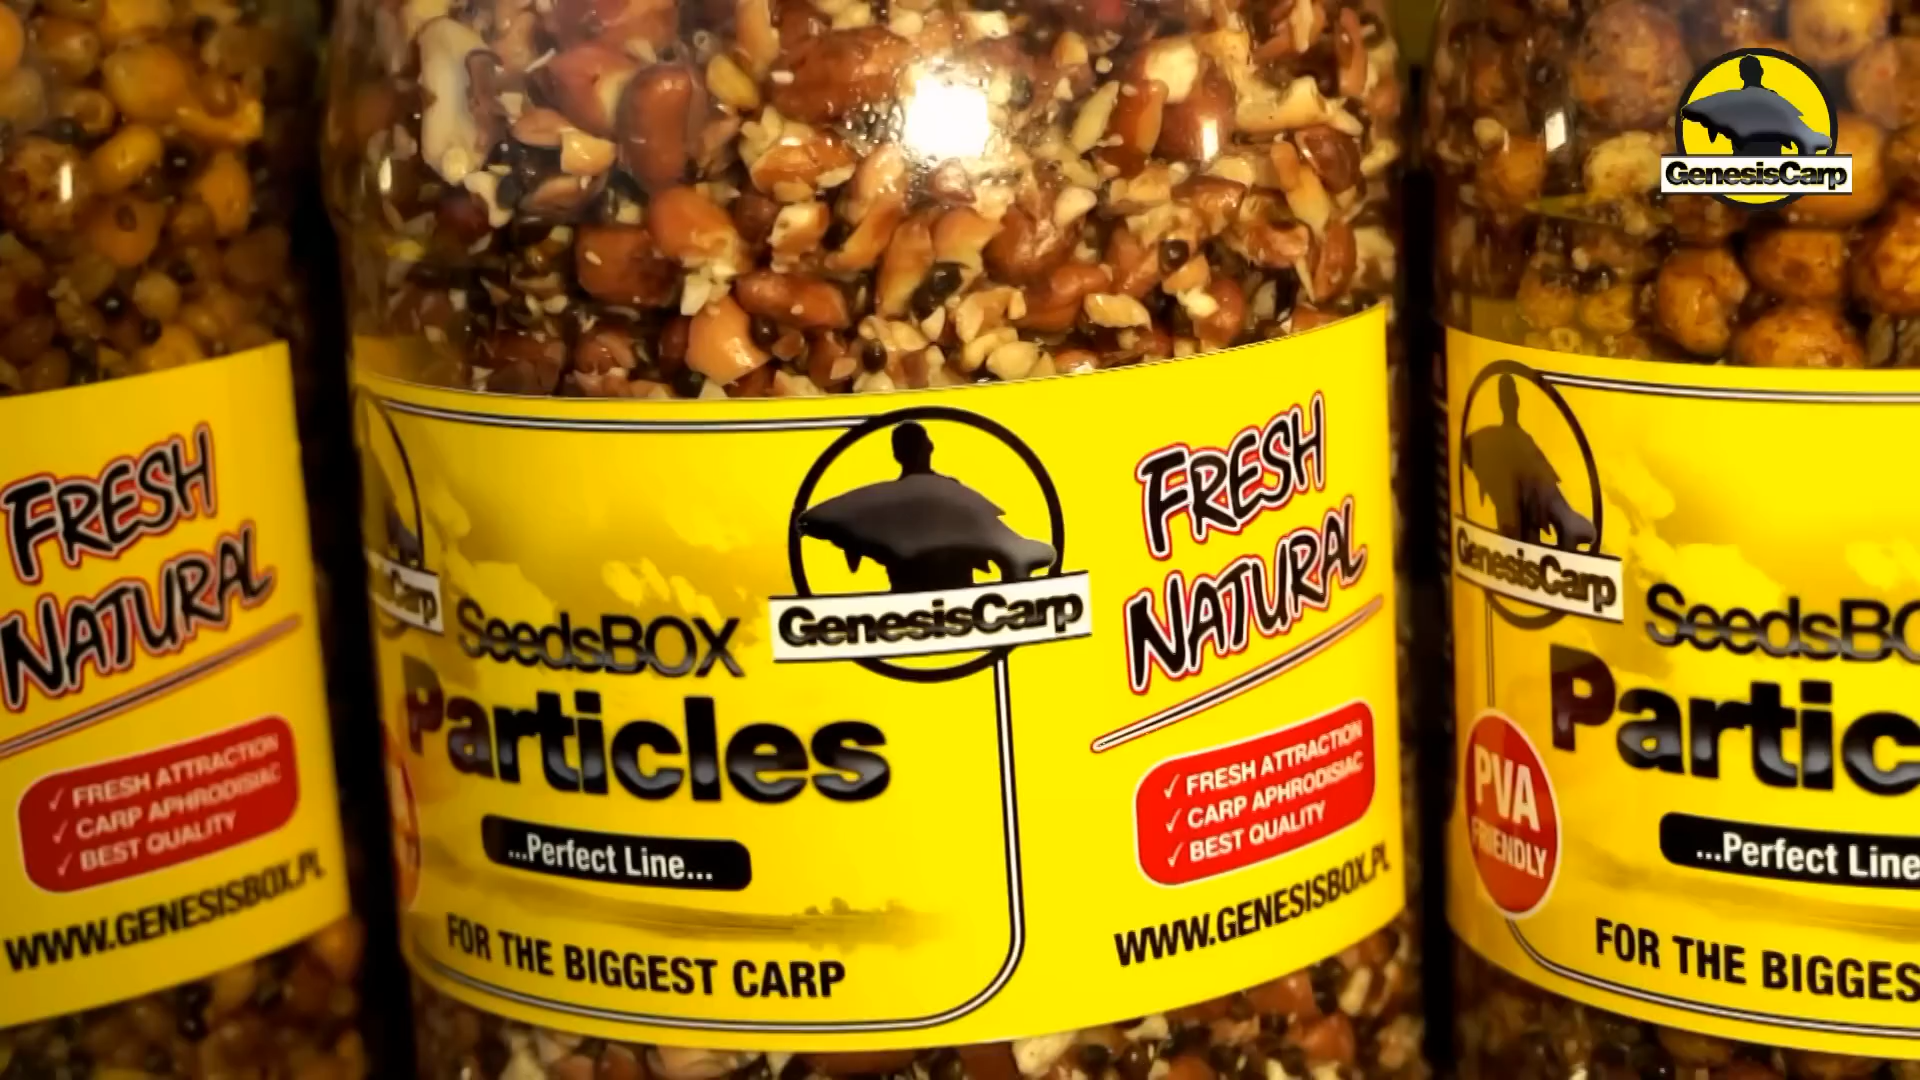 GenesisCarp
FRESH
NATURAL
✓ FRESH ATTRACTION
✓ CARP APHRODISIAC
✓ BEST QUALITY
WWW.GENESISBOX.PL
Carp
GenesisCarp
SeedsBOX
Particles
...Perfect Line...
FOR THE BIGGEST CARP
FRESH
NATURAL
✓ FRESH ATTRACTION
✓ CARP APHRODISIAC
✓ BEST QUALITY
WWW.GENESISBOX.PL
GenesisCarp
SeedsBO
Partic
PVA
FRIENDLY
...Perfect Line
FOR THE BIGGES